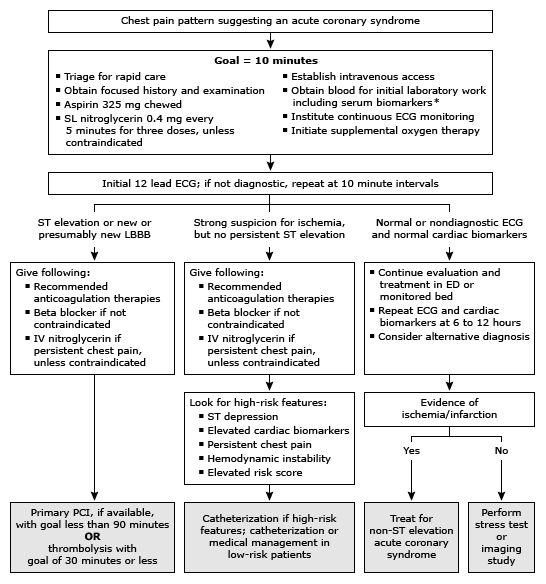 Chest pain pattern suggesting an acute coronary syndrome
Goal = 10 minutes
▪ Triage for rapid care
▪ Obtain focused history and examination
▪ Aspirin 325 mg chewed
▪ SL nitroglycerin 0.4 mg every
5 minutes for three doses, unless
contraindicated
▪ Establish intravenous access
▪ Obtain blood for initial laboratory work
including serum biomarkers*
▪ Institute continuous ECG monitoring
▪ Initiate supplemental oxygen therapy
Initial 12 lead ECG; if not diagnostic, repeat at 10 minute intervals
ST elevation or new or
presumably new LBBB
Give following:
▪ Recommended
anticoagulation therapies
▪ Beta blocker if not
contraindicated
▪ IV nitroglycerin if
persistent chest pain,
unless contraindicated
Primary PCI, if available,
with goal less than 90 minutes
OR
thrombolysis with
goal of 30 minutes or less
Strong suspicion for ischemia,
but no persistent ST elevation
Give following:
▪ Recommended
anticoagulation therapies
▪ Beta blocker if not
contraindicated
▪ IV nitroglycerin if
persistent chest pain,
unless contraindicated
Look for high-risk features:
▪ ST depression
▪ Elevated cardiac biomarkers
▪ Persistent chest pain
▪ Hemodynamic instability
▪ Elevated risk score
Catheterization if high-risk
features; catheterization or
medical management in
low-risk patients
Normal or nondiagnostic ECG
and normal cardiac biomarkers
▪ Continue evaluation and
treatment in ED or
monitored bed
▪ Repeat ECG and cardiac
biomarkers at 6 to 12 hours
▪ Consider alternative diagnosis
Evidence of
ischemia/infarction
Yes
No
Treat for
non-ST elevation
acute coronary
syndrome
Perform
stress test
or
imaging
study